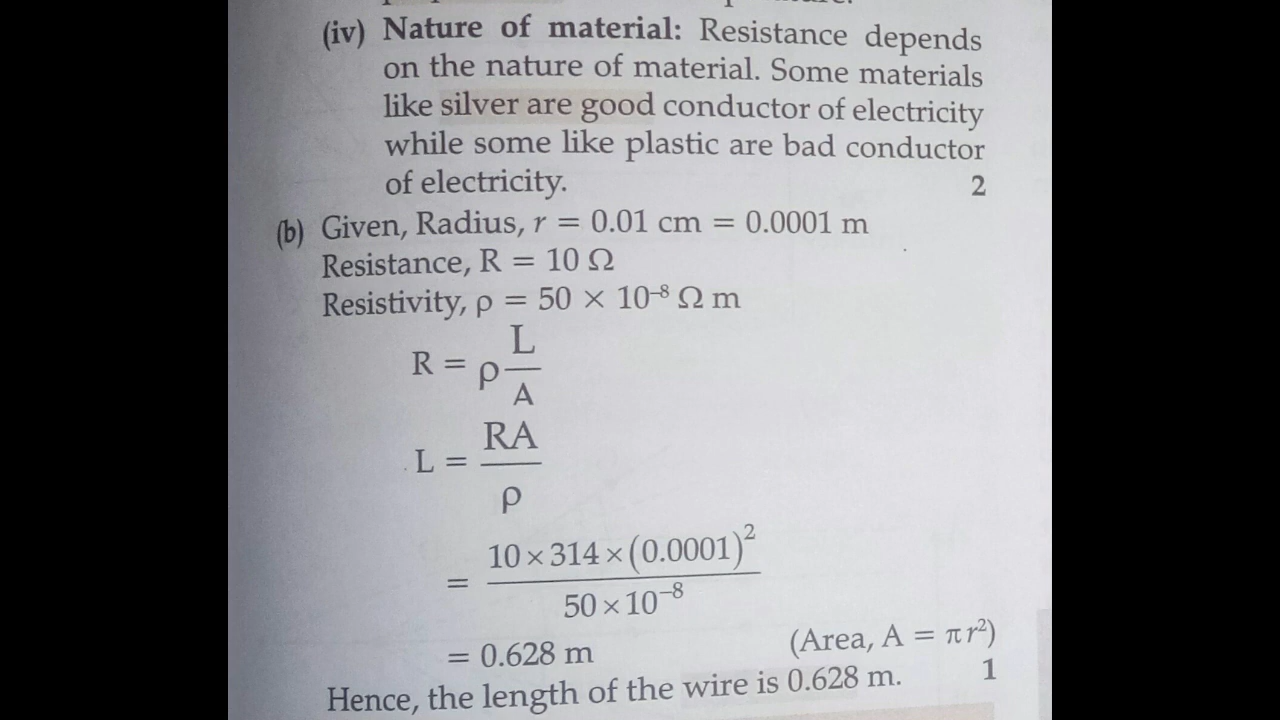 (iv) Nature of material: Resistance depends
on the nature of material. Some materials
like silver are good conductor of electricity
while some like plastic are bad conductor
of electricity. 2
(b) Given, Radius, r = 0.01 cm = 0.0001 m
Resistance, R = 10 Ω
Resistivity, ρ = 50 × 10⁻⁸ Ω m
R = ρ L/A
L = RA/ρ
= 10×314×(0.0001)²/50×10⁻⁸
= 0.628 m (Area, A = πr²)
Hence, the length of the wire is 0.628 m. 1